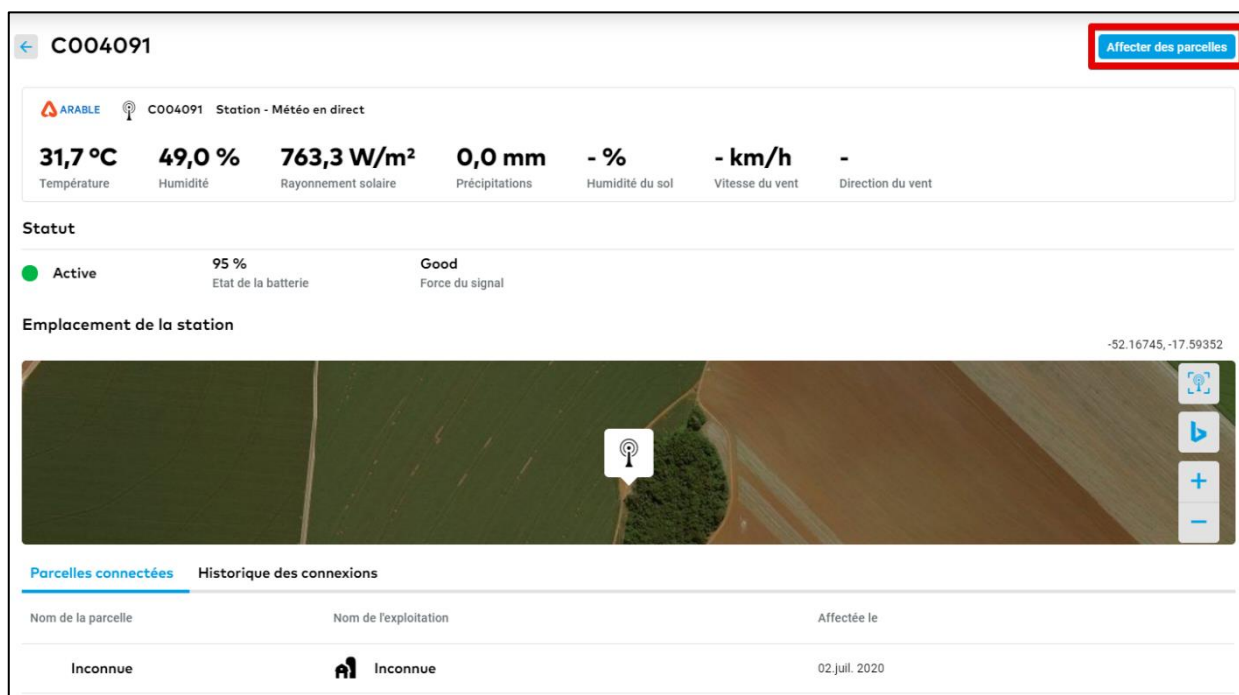 C004091
Affecter des parcelles
ARABLE C004091 Station - Météo en direct
31,7 ºC 49,0 % 763,3 W/m² 0,0 mm - % - km/h -
Température Humidité Rayonnement solaire Précipitations Humidité du sol Vitesse du vent Direction du vent
Statut
Active 95 % Good
Etat de la batterie Force du signal
Emplacement de la station
-52.16745, -17.59352
Parcelles connectées Historique des connexions
Nom de la parcelle Nom de l'exploitation Affectée le
Inconnue Inconnue 02.juil. 2020